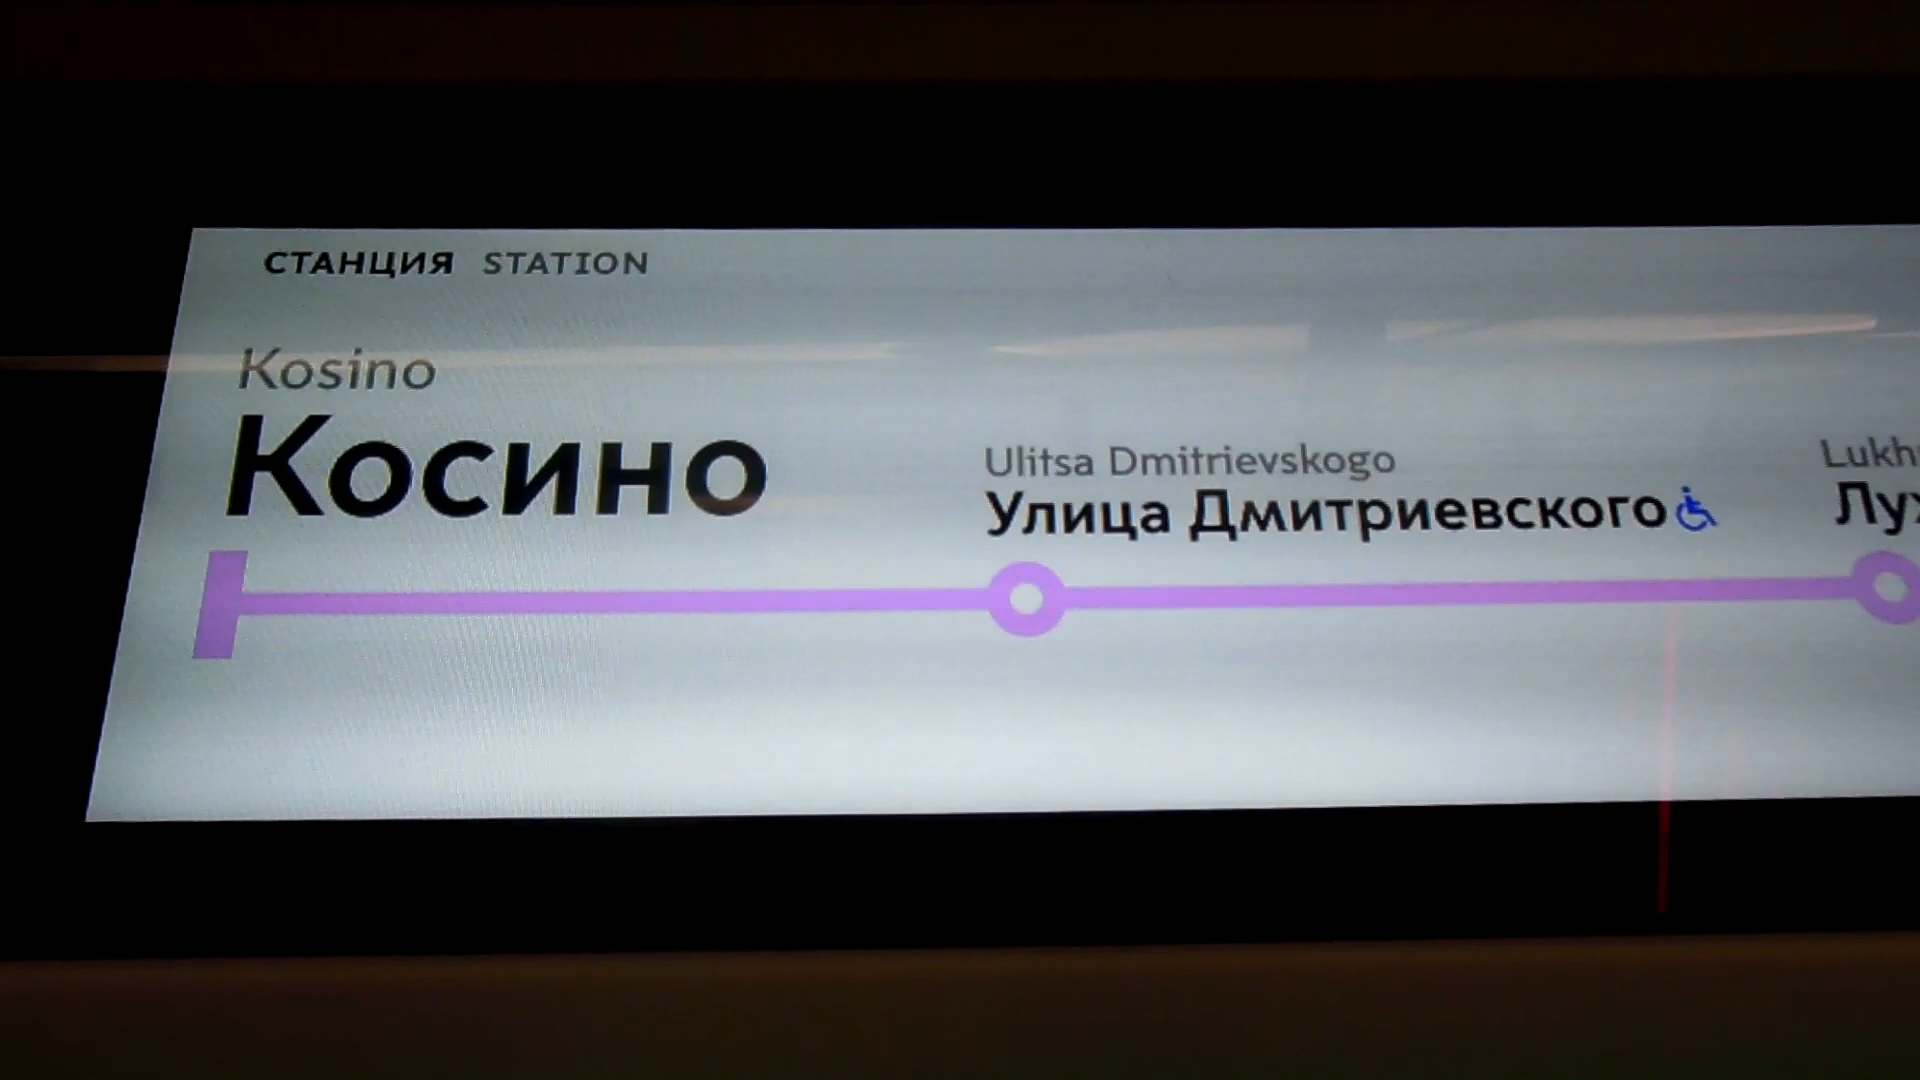 СТАНЦИЯ STATION
Kosino
Косино
Ulitsa Dmitrievskogo
Улица Дмитриевского